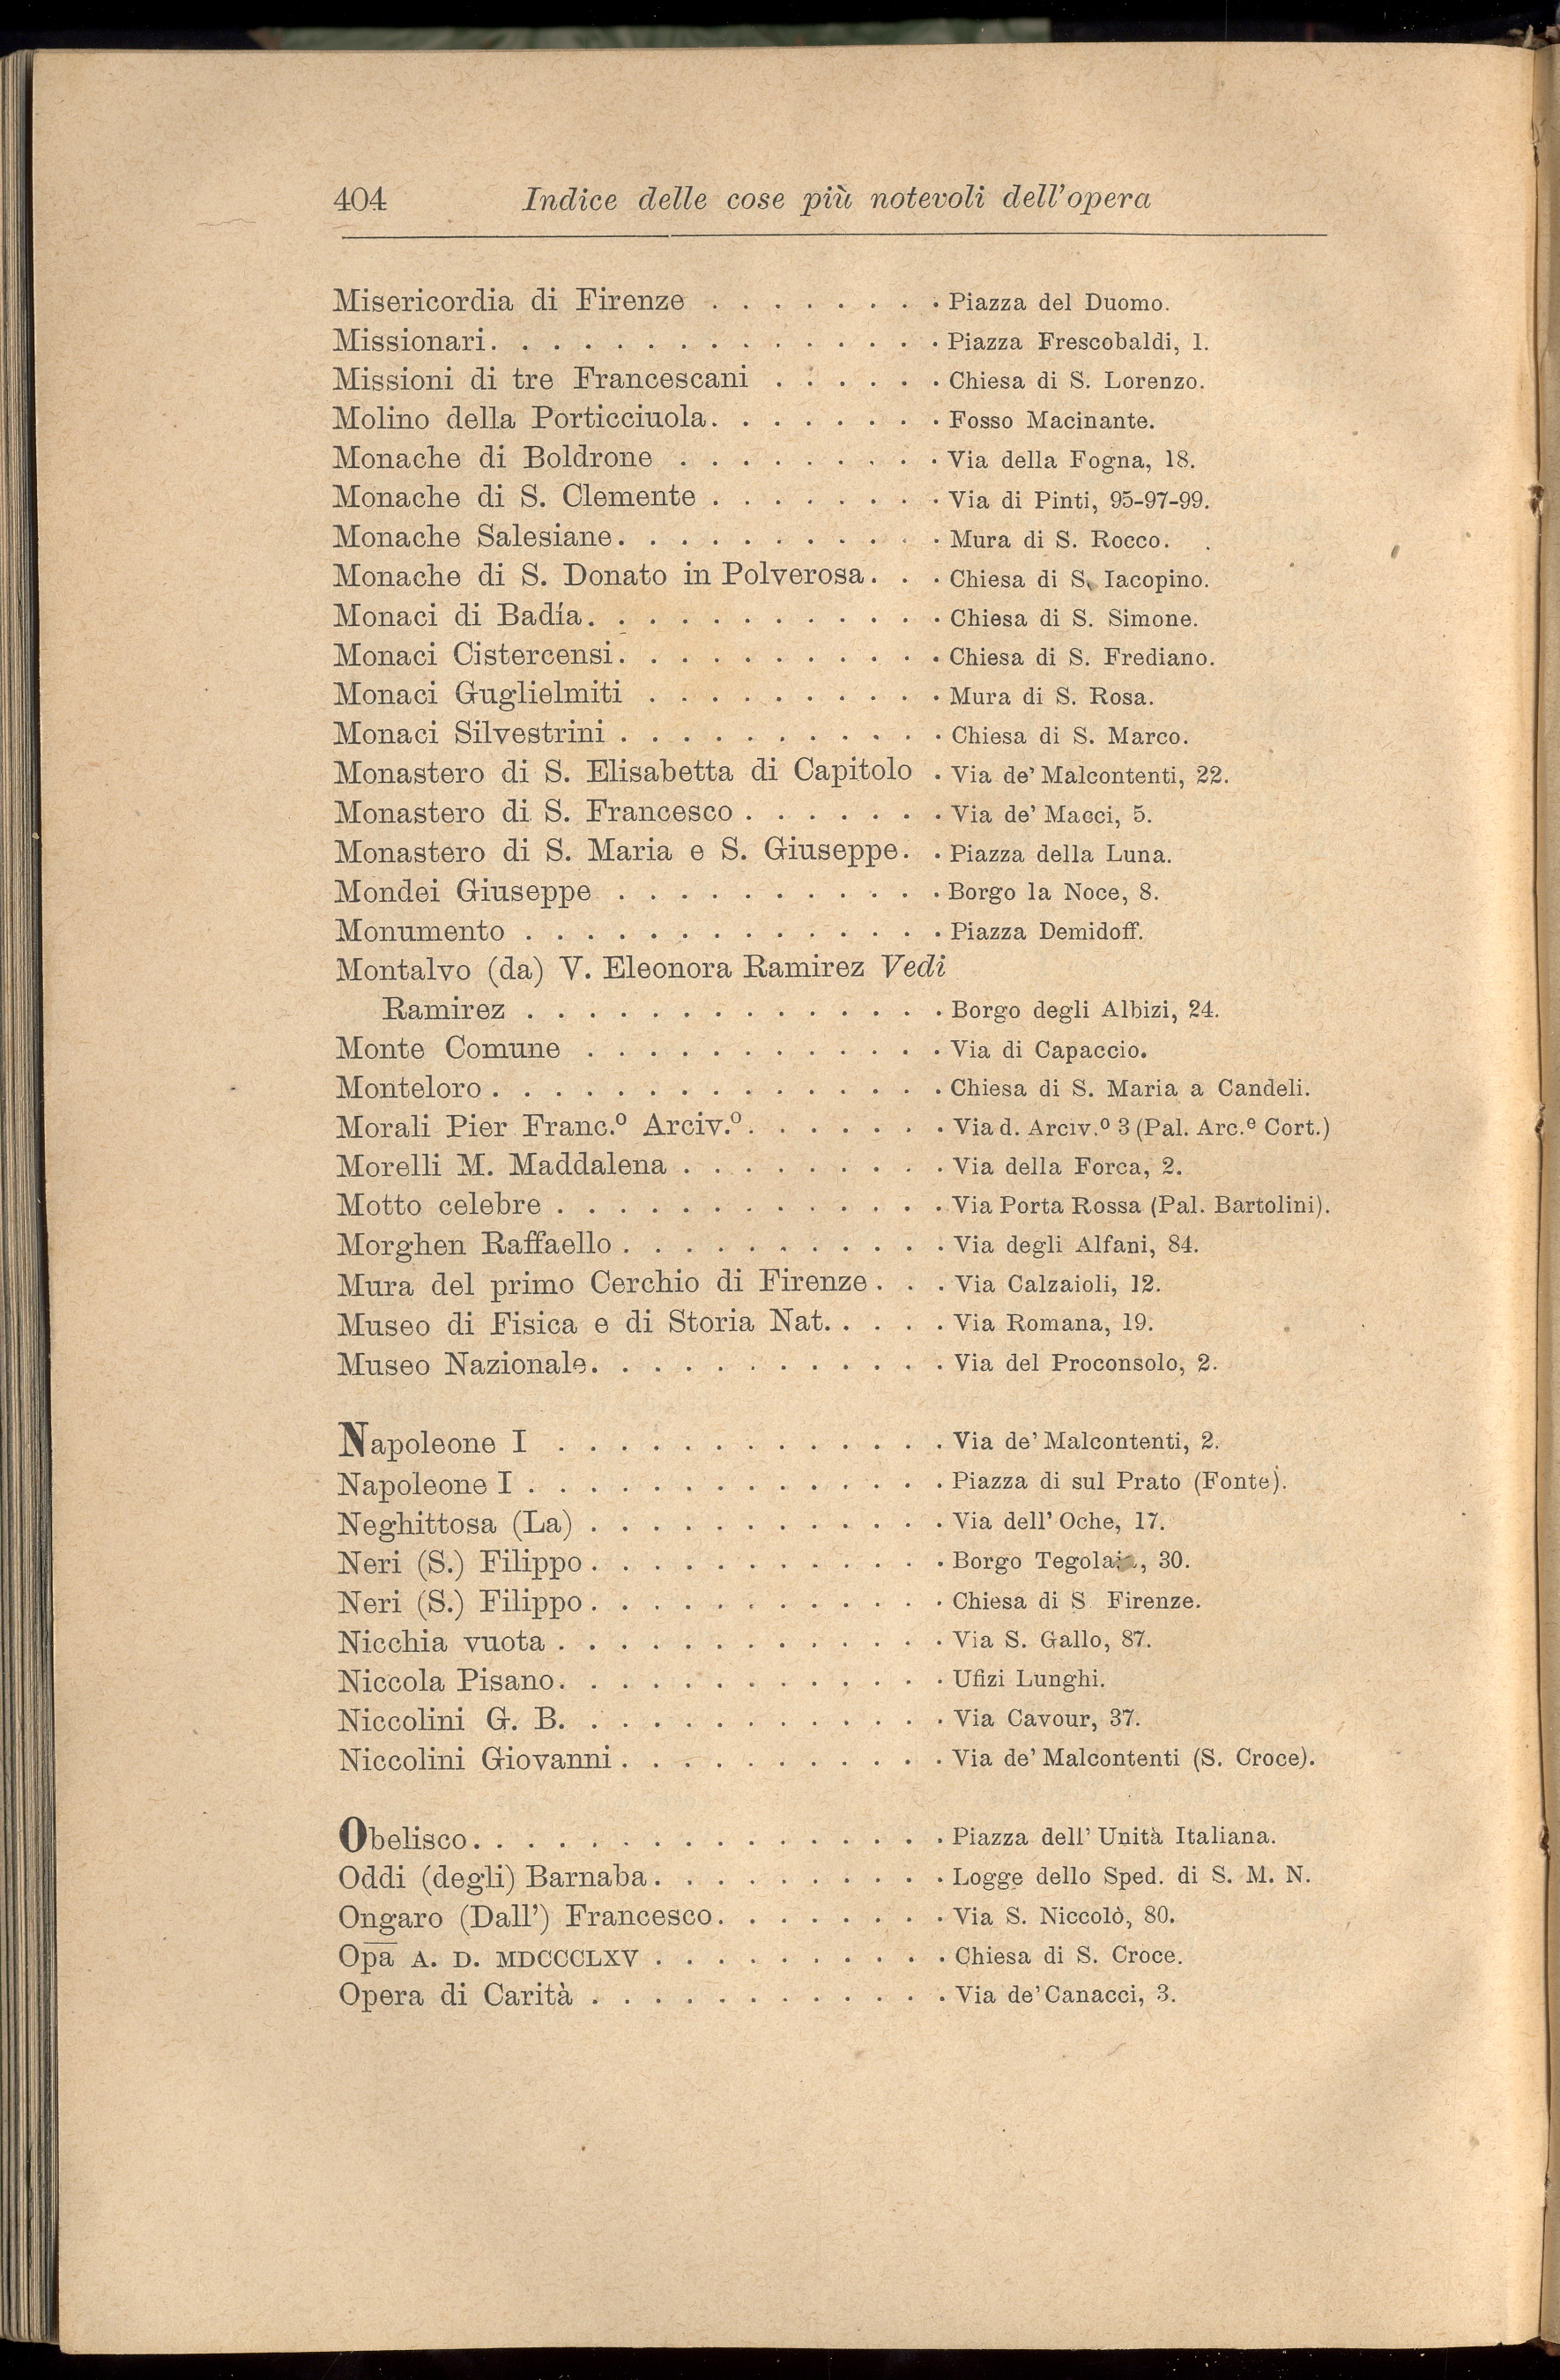 404 Indice delle cose più notevoli dell'opera
Misericordia di Firenze . . . . . . . . Piazza del Duomo.
Missionari. . . . . . . . . . . . . . . Piazza Frescobaldi, 1.
Missioni di tre Francescani . . . . . . Chiesa di S. Lorenzo.
Molino della Porticciuola. . . . . . . . Fosso Macinante.
Monache di Boldrone . . . . . . . . . Via della Fogna, 18.
Monache di S. Clemente . . . . . . . . Via di Pinti, 95-97-99.
Monache Salesiane. . . . . . . . . . . Mura di S. Rocco.
Monache di S. Donato in Polverosa. . . Chiesa di S. Iacopino.
Monaci di Badía. . . . . . . . . . . . Chiesa di S. Simone.
Monaci Cistercensi. . . . . . . . . . . Chiesa di S. Frediano.
Monaci Guglielmiti . . . . . . . . . . Mura di S. Rosa.
Monaci Silvestrini . . . . . . . . . . . Chiesa di S. Marco.
Monastero di S. Elisabetta di Capitolo . Via de' Malcontenti, 22.
Monastero di S. Francesco . . . . . . . Via de' Macci, 5.
Monastero di S. Maria e S. Giuseppe. . Piazza della Luna.
Mondei Giuseppe . . . . . . . . . . . Borgo la Noce, 8.
Monumento . . . . . . . . . . . . . . Piazza Demidoff.
Montalvo (da) V. Eleonora Ramirez Vedi
Ramirez . . . . . . . . . . . . . . Borgo degli Albizi, 24.
Monte Comune . . . . . . . . . . . . Via di Capaccio.
Monteloro . . . . . . . . . . . . . . . Chiesa di S. Maria a Candeli.
Morali Pier Franc.º Arciv.º. . . . . . . Via d. Arciv.º 3 (Pal. Arc.e Cort.)
Morelli M. Maddalena . . . . . . . . . Via della Forca, 2.
Motto celebre . . . . . . . . . . . . . Via Porta Rossa (Pal. Bartolini).
Morghen Raffaello . . . . . . . . . . . Via degli Alfani, 84.
Mura del primo Cerchio di Firenze . . . Via Calzaioli, 12.
Museo di Fisica e di Storia Nat. . . . . Via Romana, 19.
Museo Nazionale. . . . . . . . . . . . Via del Proconsolo, 2.
Napoleone I . . . . . . . . . . . . . Via de' Malcontenti, 2.
Napoleone I . . . . . . . . . . . . . . Piazza di sul Prato (Fonte).
Neghittosa (La) . . . . . . . . . . . . Via dell' Oche, 17.
Neri (S.) Filippo . . . . . . . . . . . . Borgo , 30.
Neri (S.) Filippo . . . . . . . . . . . . Chiesa di S Firenze.
Nicchia vuota . . . . . . . . . . . . . Via S. Gallo, 87.
Niccola Pisano. . . . . . . . . . . . . Ufizi Lunghi.
Niccolini G. B. . . . . . . . . . . . . Via Cavour, 37.
Niccolini Giovanni . . . . . . . . . . . Via de' Malcontenti (S. Croce).
Obelisco. . . . . . . . . . . . . . . . Piazza dell' Unità Italiana.
Oddi (degli) Barnaba. . . . . . . . . . Logge dello Sped. di S. M. N.
Ongaro (Dall') Francesco. . . . . . . . Via S. Niccolò, 80.
Opa A. D. MDCCCLXV . . . . . . . . . . Chiesa di S. Croce.
Opera di Carità . . . . . . . . . . . . Via de' Canacci, 3.